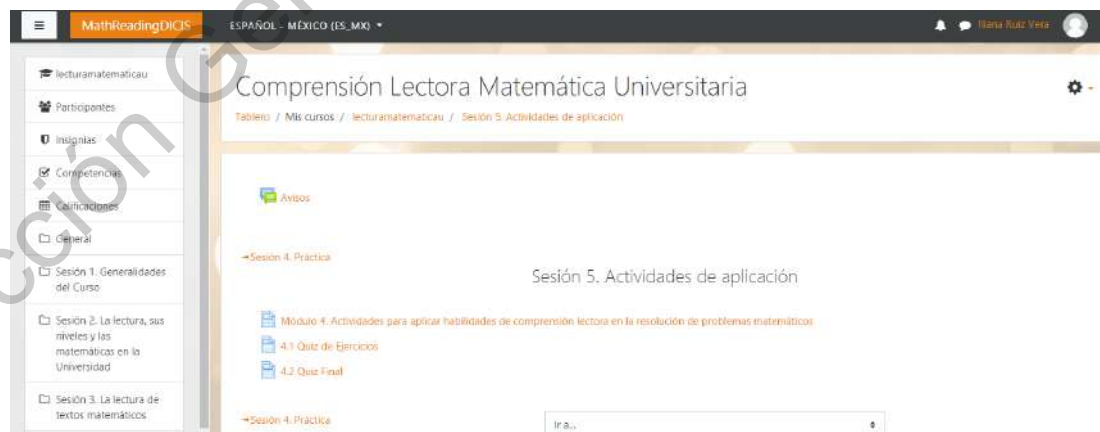 MathReadingDICIS
ESPAÑOL - MÉXICO (ES_MX)
Iliana Ruiz Vera
lecturamatematicau
Participantes
Insignias
Competencias
Calificaciones
General
Sesión 1. Generalidades
del Curso
Sesión 2. La lectura, sus
niveles y las
matemáticas en la
Universidad
Sesión 3. La lectura de
textos matemáticos
Comprensión Lectora Matemática Universitaria
Tablero / Mis cursos / lecturamatematicau / Sesión 5. Actividades de aplicación
Avisos
Sesión 4. Práctica
Sesión 5. Actividades de aplicación
Módulo 4. Actividades para aplicar habilidades de comprensión lectora en la resolución de problemas matemáticos
4.1 Quiz de Ejercicios
4.2 Quiz Final
Sesión 4. Práctica
Ir a...
cción Ge